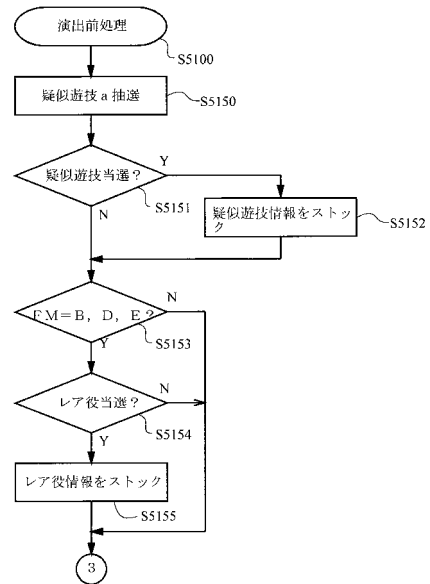 演出前処理
S5100
疑似遊技a抽選
S5150
疑似遊技当選？
Y
S5151
N
疑似遊技情報をストッ
ク
S5152
FM＝B，D，E？
N
S5153
Y
レア役当選？
N
S5154
Y
レア役情報をストック
S5155
3